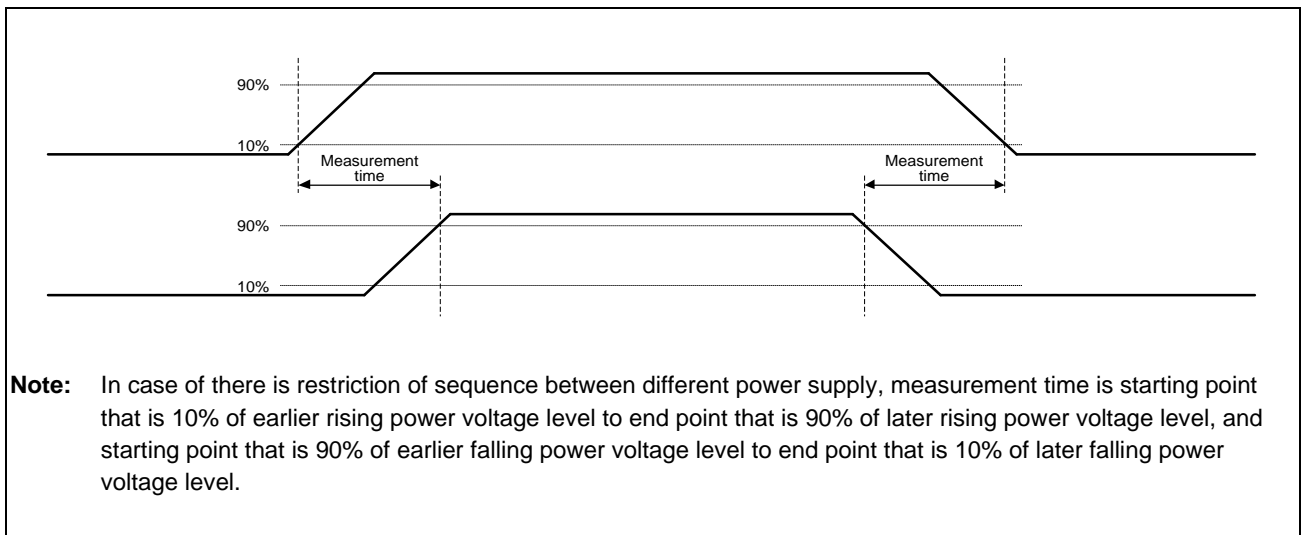 90%
10%
Measurement
time
Measurement
time
90%
10%
Note: In case of there is restriction of sequence between different power supply, measurement time is starting point
that is 10% of earlier rising power voltage level to end point that is 90% of later rising power voltage level, and
starting point that is 90% of earlier falling power voltage level to end point that is 10% of later falling power
voltage level.